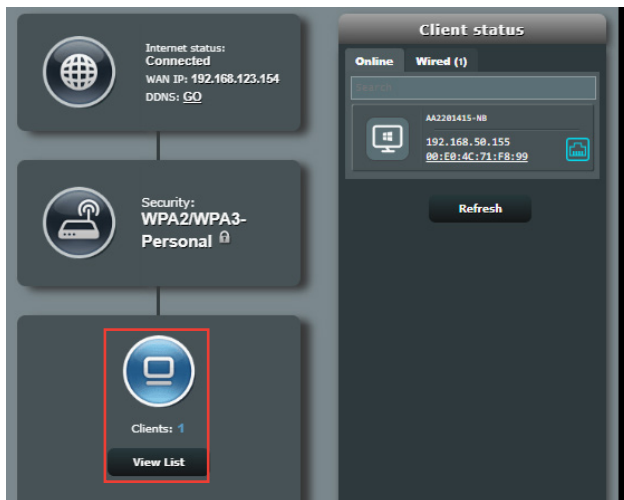 Internet status:
Connected
WAN IP: 192.168.123.154
DDNS: GO
Security:
WPA2/WPA3-
Personal
Clients: 1
View List
Client status
Online Wired (1)
Search
AA2201415-NB
192.168.50.155
00:E0:4C:71:F8:99
Refresh